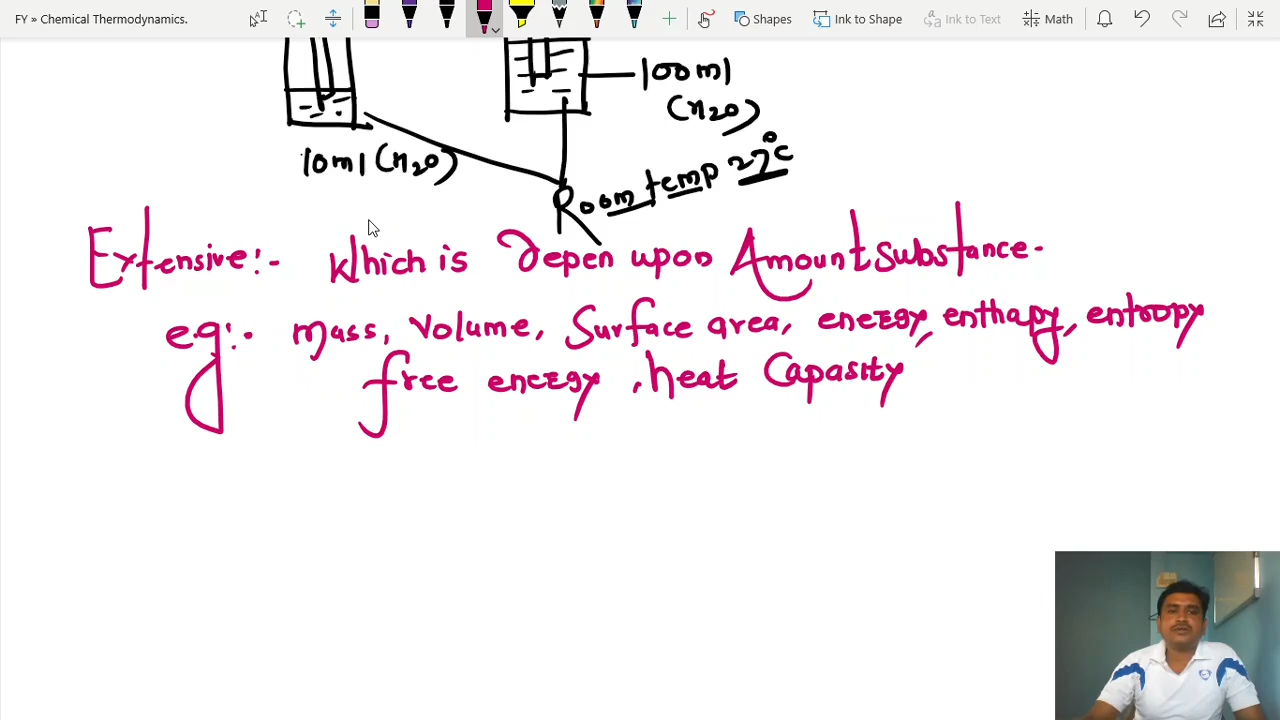 FY » Chemical Thermodynamics.
Shapes
Ink to Shape
Ink to Text
Math
100ml
(H2O)
10ml (H2O)
Room temp 27°c
Extensive:- Which is depen upon Amount substance.
eg:- mass, Volume, Surface area, energy, enthapy, entropy
free energy, heat Capasity